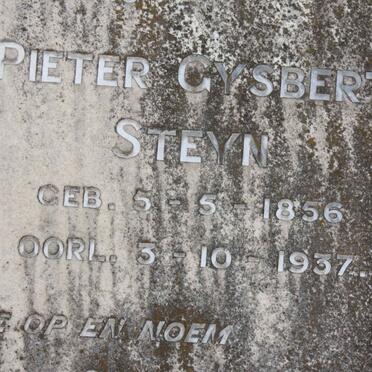 PIETER GYSBERT
STEYN
GEB. 5 - 5 - 1856
OORL. 3 - 10 - 1937.
OP EN NOEM